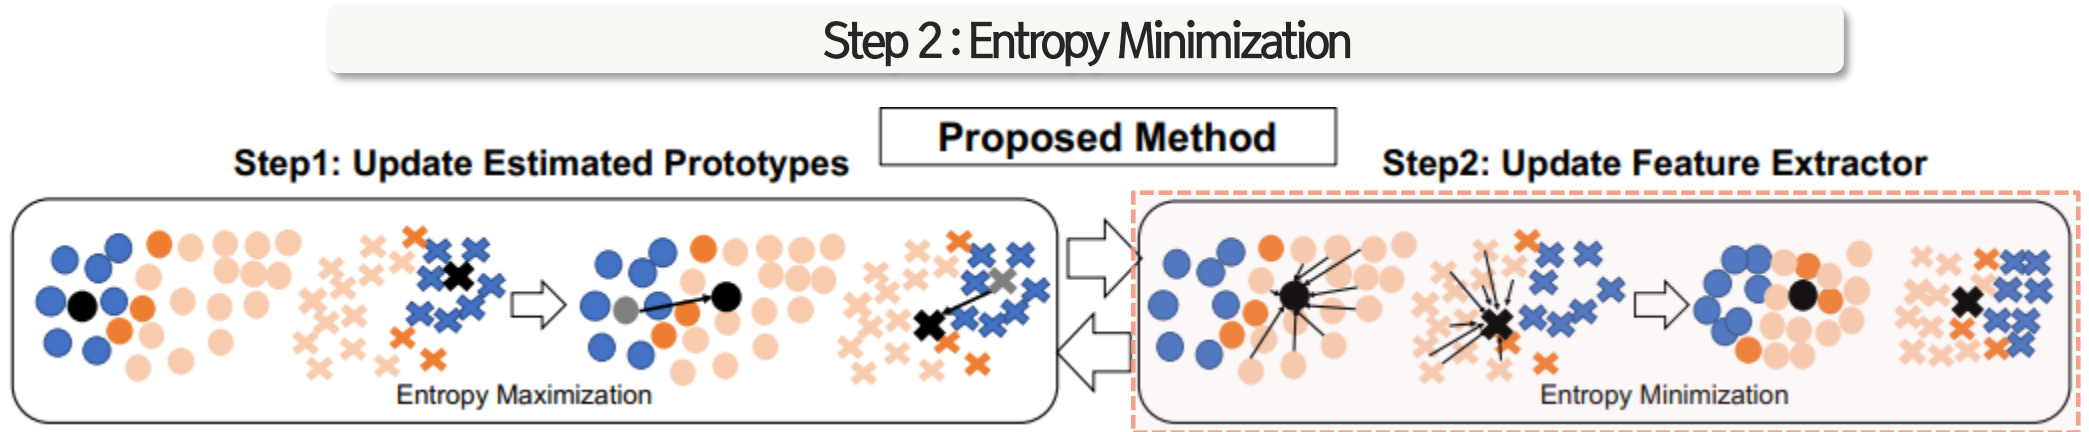 Step 2 : Entropy Minimization
Proposed Method
Step1: Update Estimated Prototypes
Step2: Update Feature Extractor
Entropy Maximization
Entropy Minimization